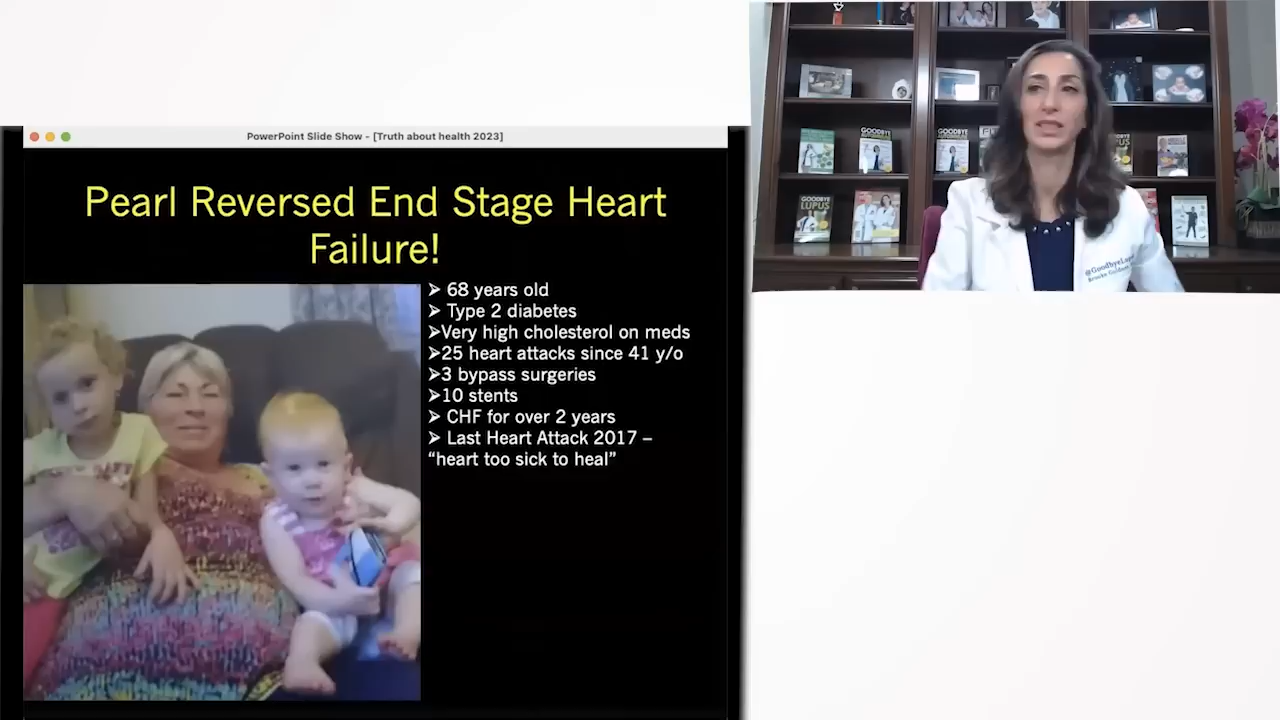 PowerPoint Slide Show - [Truth about health 2023]
Pearl Reversed End Stage Heart
Failure!
➢ 68 years old
➢ Type 2 diabetes
➢Very high cholesterol on meds
➢25 heart attacks since 41 y/o
➢3 bypass surgeries
➢10 stents
➢ CHF for over 2 years
➢ Last Heart Attack 2017 –
“heart too sick to heal”
GOODBYE
GOODBYE
GOODBYE
LUPUS